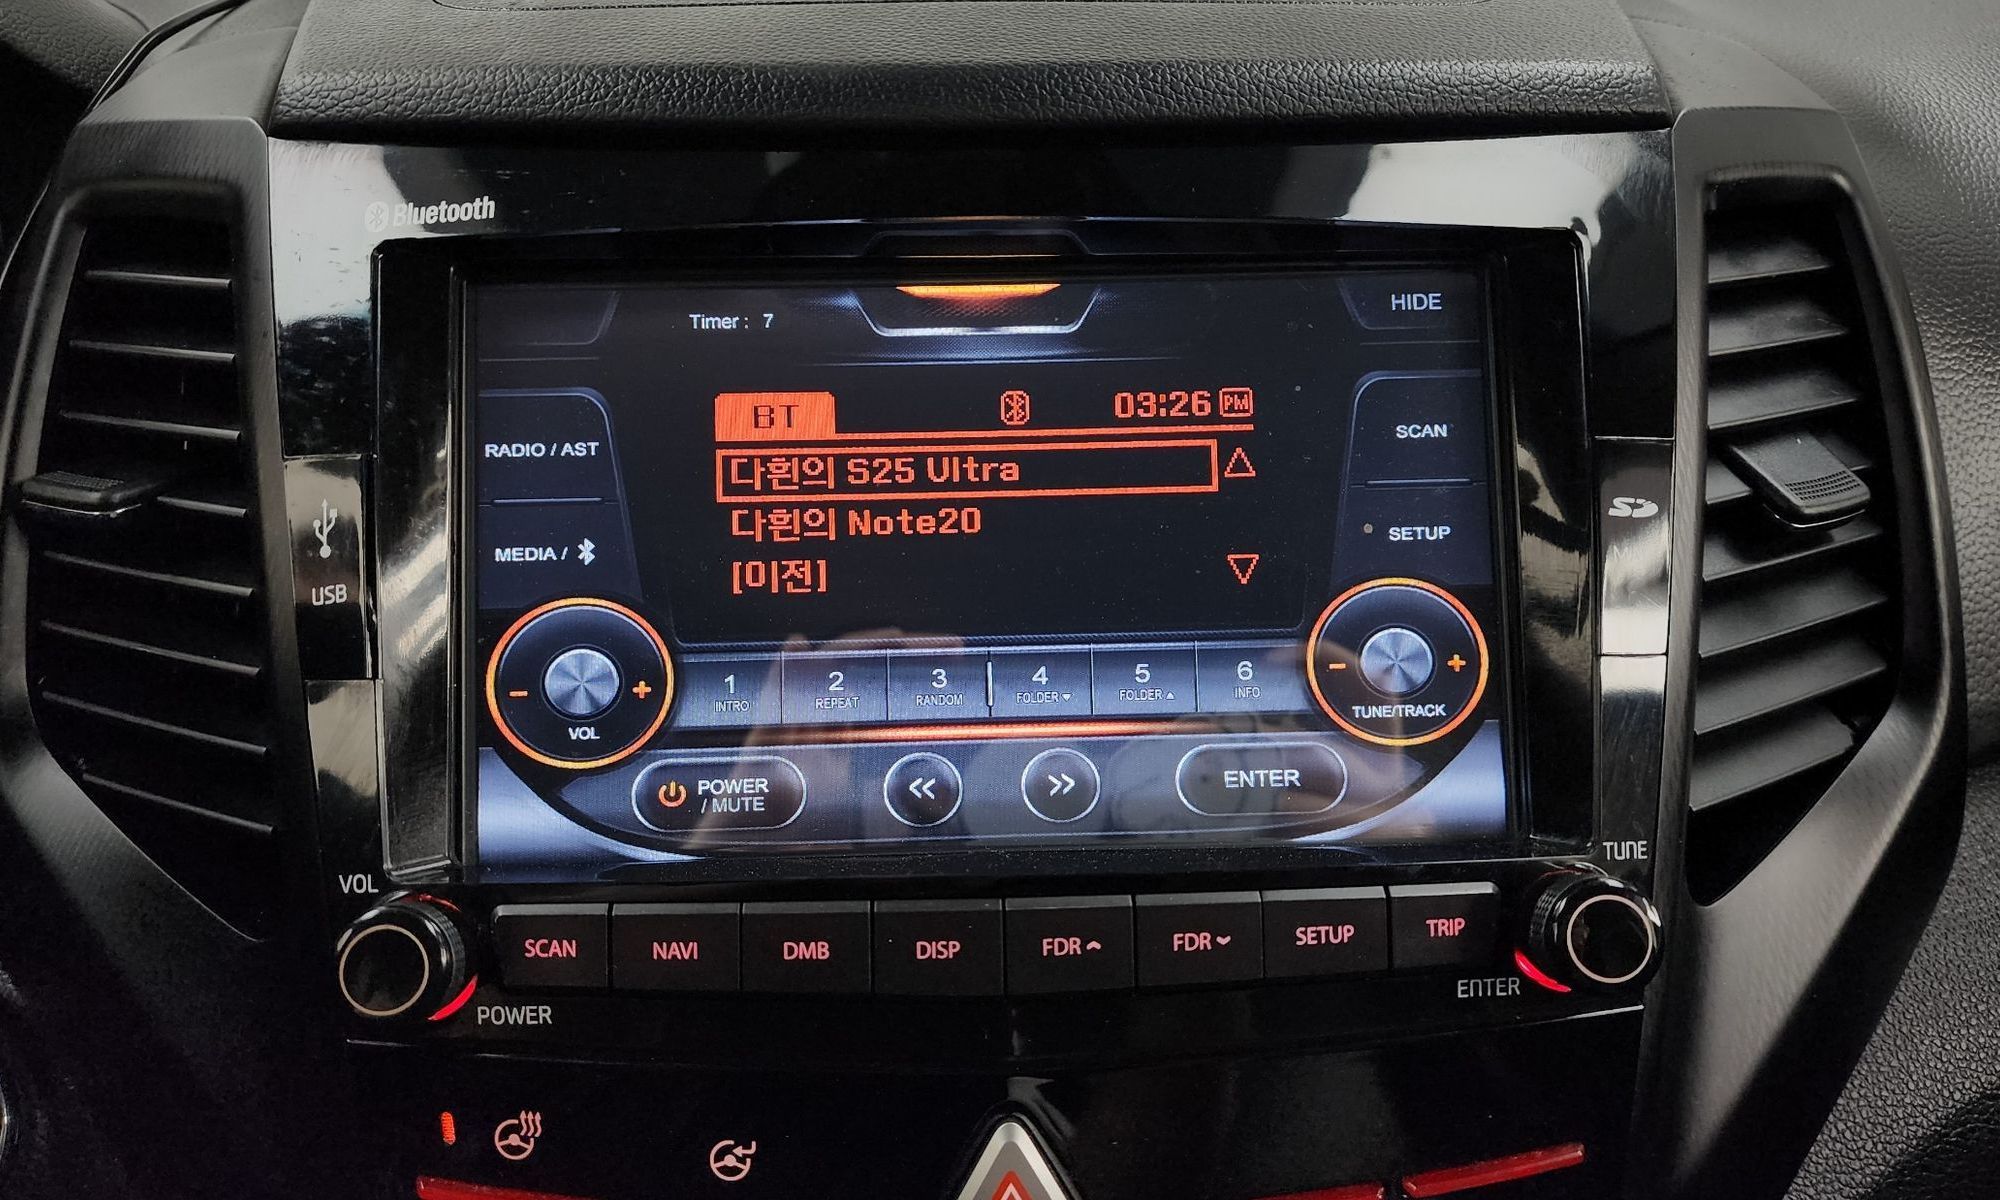 Bluetooth
Timer : 7
HIDE
BT 03:26 PM
RADIO / AST
SCAN
다흰의 S25 Ultra
다흰의 Note20
[이전]
MEDIA /
SETUP
USB
1 INTRO
2 REPEAT
3 RANDOM
4 FOLDER ▼
5 FOLDER ▲
6 INFO
- +
VOL
- +
TUNE/TRACK
POWER
/ MUTE
<<
>>
ENTER
VOL
TUNE
SCAN NAVI DMB DISP FDR FDR SETUP TRIP
POWER
ENTER